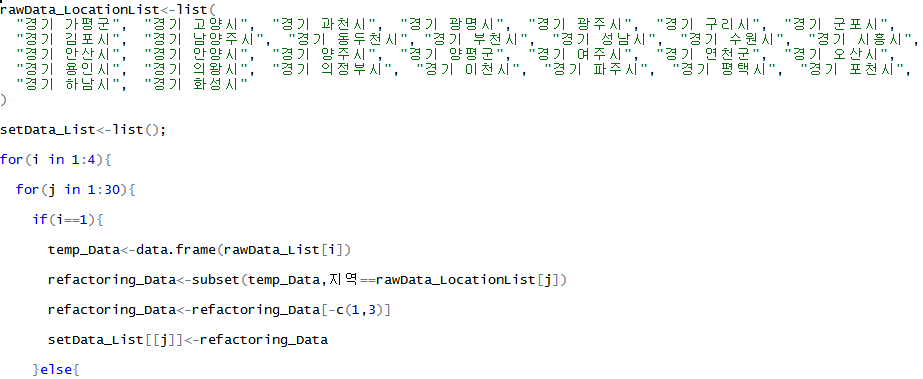 rawData_LocationList<-list(
"경기 가평군", "경기 고양시", "경기 과천시", "경기 광명시", "경기 광주시", "경기 구리시", "경기 군포시",
"경기 김포시", "경기 남양주시", "경기 동두천시", "경기 부천시", "경기 성남시", "경기 수원시", "경기 시흥시",
"경기 안산시", "경기 안양시", "경기 양주시", "경기 양평군", "경기 여주시", "경기 연천군", "경기 오산시",
"경기 용인시", "경기 의왕시", "경기 의정부시", "경기 이천시", "경기 파주시", "경기 평택시", "경기 포천시",
"경기 하남시", "경기 화성시"
)
setData_List<-list();
for(i in 1:4){
for(j in 1:30){
if(i==1){
temp_Data<-data.frame(rawData_List[i])
refactoring_Data<-subset(temp_Data,지역==rawData_LocationList[j])
refactoring_Data<-refactoring_Data[-c(1,3)]
setData_List[[j]]<-refactoring_Data
}else{